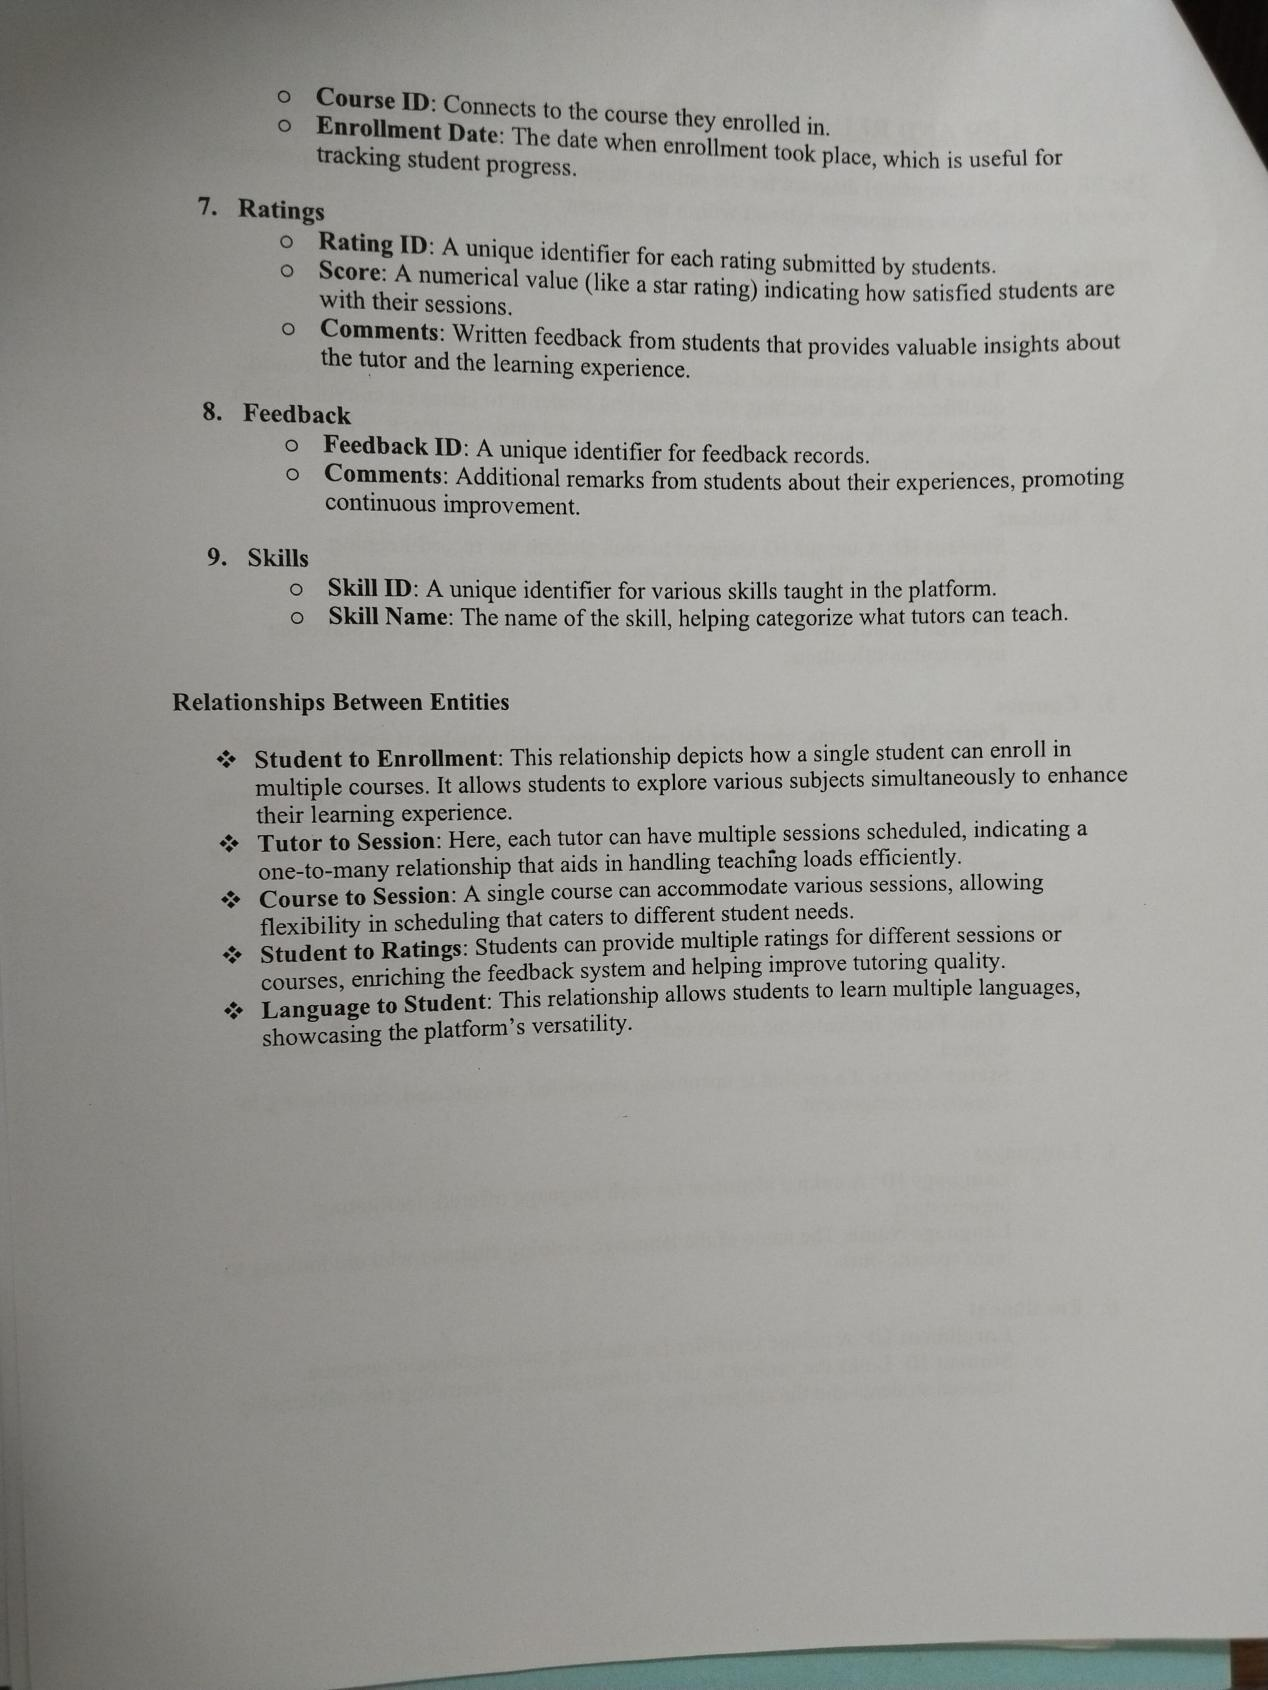 ○ Course ID: Connects to the course they enrolled in.
○ Enrollment Date: The date when enrollment took place, which is useful for
tracking student progress.
7. Ratings
○ Rating ID: A unique identifier for each rating submitted by students.
○ Score: A numerical value (like a star rating) indicating how satisfied students are
with their sessions.
○ Comments: Written feedback from students that provides valuable insights about
the tutor and the learning experience.
8. Feedback
○ Feedback ID: A unique identifier for feedback records.
○ Comments: Additional remarks from students about their experiences, promoting
continuous improvement.
9. Skills
○ Skill ID: A unique identifier for various skills taught in the platform.
○ Skill Name: The name of the skill, helping categorize what tutors can teach.
Relationships Between Entities
❖ Student to Enrollment: This relationship depicts how a single student can enroll in
multiple courses. It allows students to explore various subjects simultaneously to enhance
their learning experience.
❖ Tutor to Session: Here, each tutor can have multiple sessions scheduled, indicating a
one-to-many relationship that aids in handling teaching loads efficiently.
❖ Course to Session: A single course can accommodate various sessions, allowing
flexibility in scheduling that caters to different student needs.
❖ Student to Ratings: Students can provide multiple ratings for different sessions or
courses, enriching the feedback system and helping improve tutoring quality.
❖ Language to Student: This relationship allows students to learn multiple languages,
showcasing the platform's versatility.